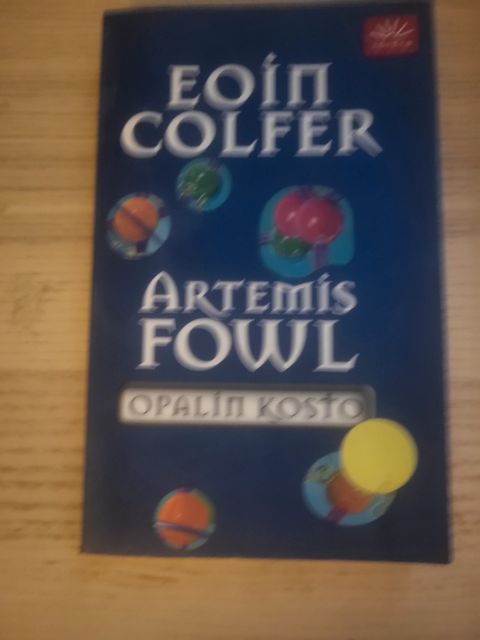 EOIN
COLFER
ARTEMIS
FOWL
OPALIN KOSTO